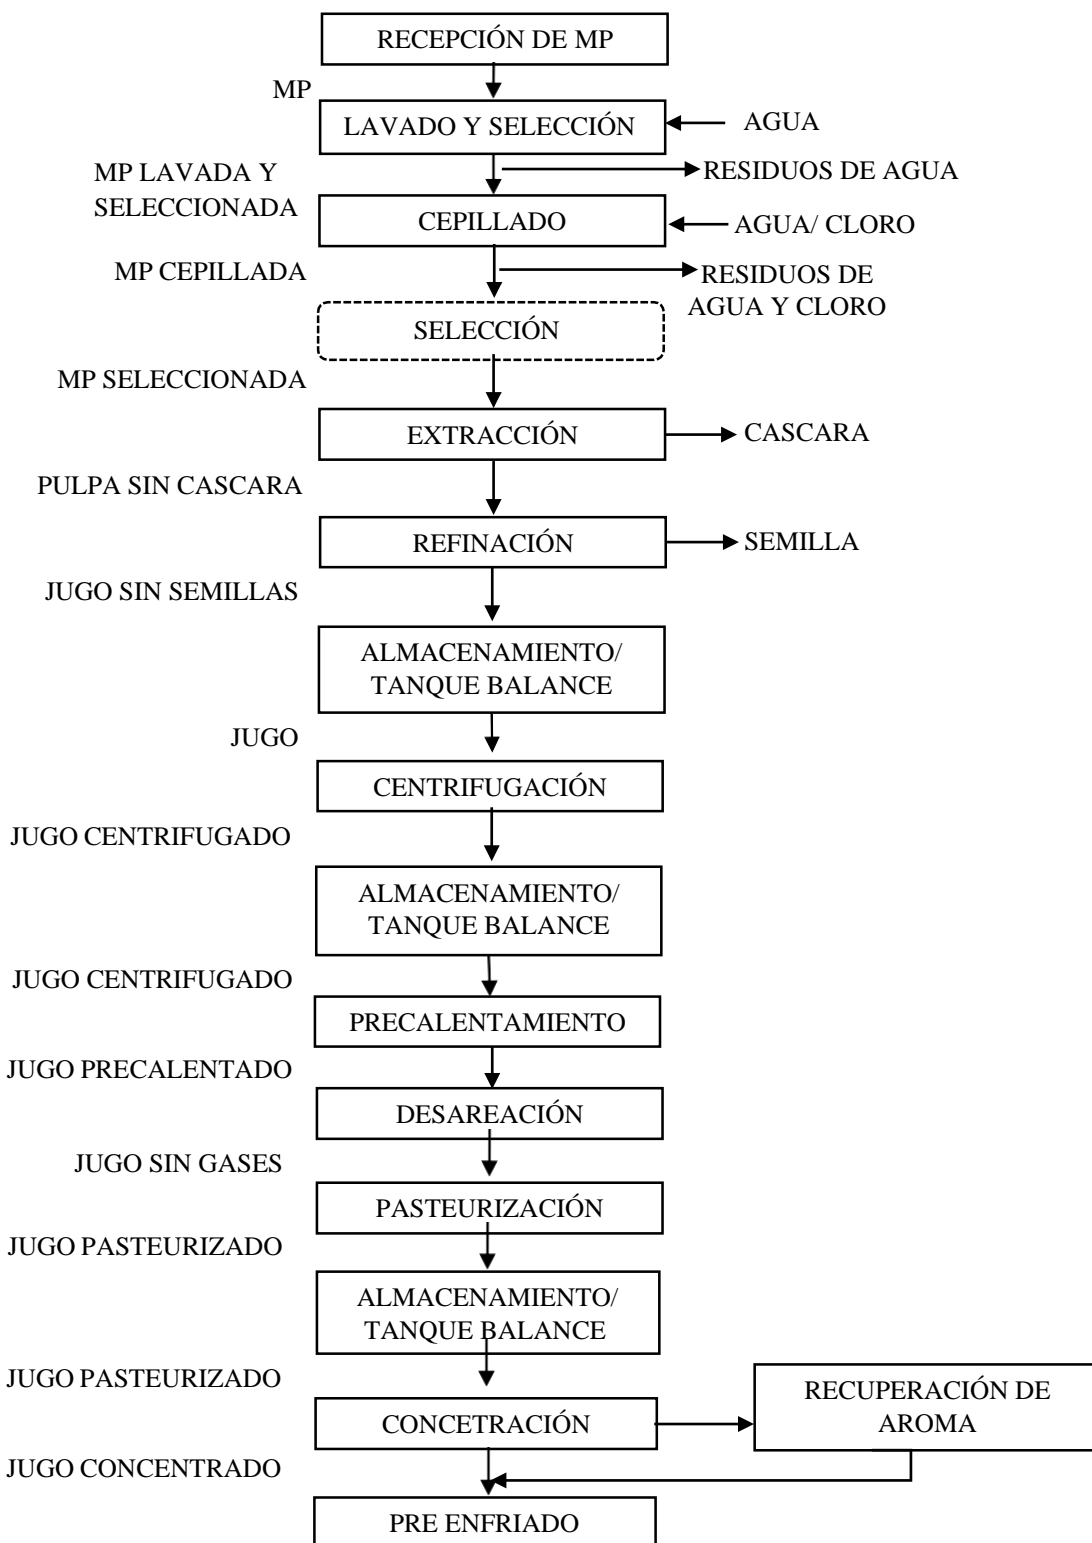 RECEPCIÓN DE MP
MP
LAVADO Y SELECCIÓN
AGUA
MP LAVADA Y
SELECCIONADA
RESIDUOS DE AGUA
CEPILLADO
AGUA/ CLORO
MP CEPILLADA
RESIDUOS DE
AGUA Y CLORO
SELECCIÓN
MP SELECCIONADA
EXTRACCIÓN
CASCARA
PULPA SIN CASCARA
REFINACIÓN
SEMILLA
JUGO SIN SEMILLAS
ALMACENAMIENTO/
TANQUE BALANCE
JUGO
CENTRIFUGACIÓN
JUGO CENTRIFUGADO
ALMACENAMIENTO/
TANQUE BALANCE
JUGO CENTRIFUGADO
PRECALENTAMIENTO
JUGO PRECALENTADO
DESAREACIÓN
JUGO SIN GASES
PASTEURIZACIÓN
JUGO PASTEURIZADO
ALMACENAMIENTO/
TANQUE BALANCE
JUGO PASTEURIZADO
CONCETRACIÓN
RECUPERACIÓN DE
AROMA
JUGO CONCENTRADO
PRE ENFRIADO